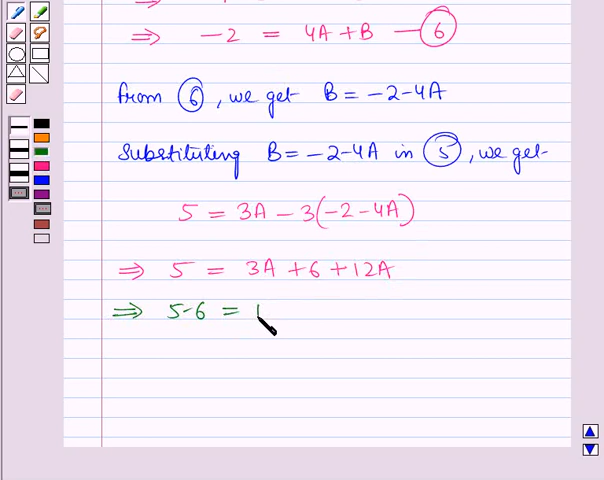 ⇒ -2 = 4A + B — ⑥
from ⑥, we get B = -2 - 4A
Substituting B = -2 - 4A in ⑤, we get
5 = 3A - 3(-2 - 4A)
⇒ 5 = 3A + 6 + 12A
⇒ 5-6 = 1